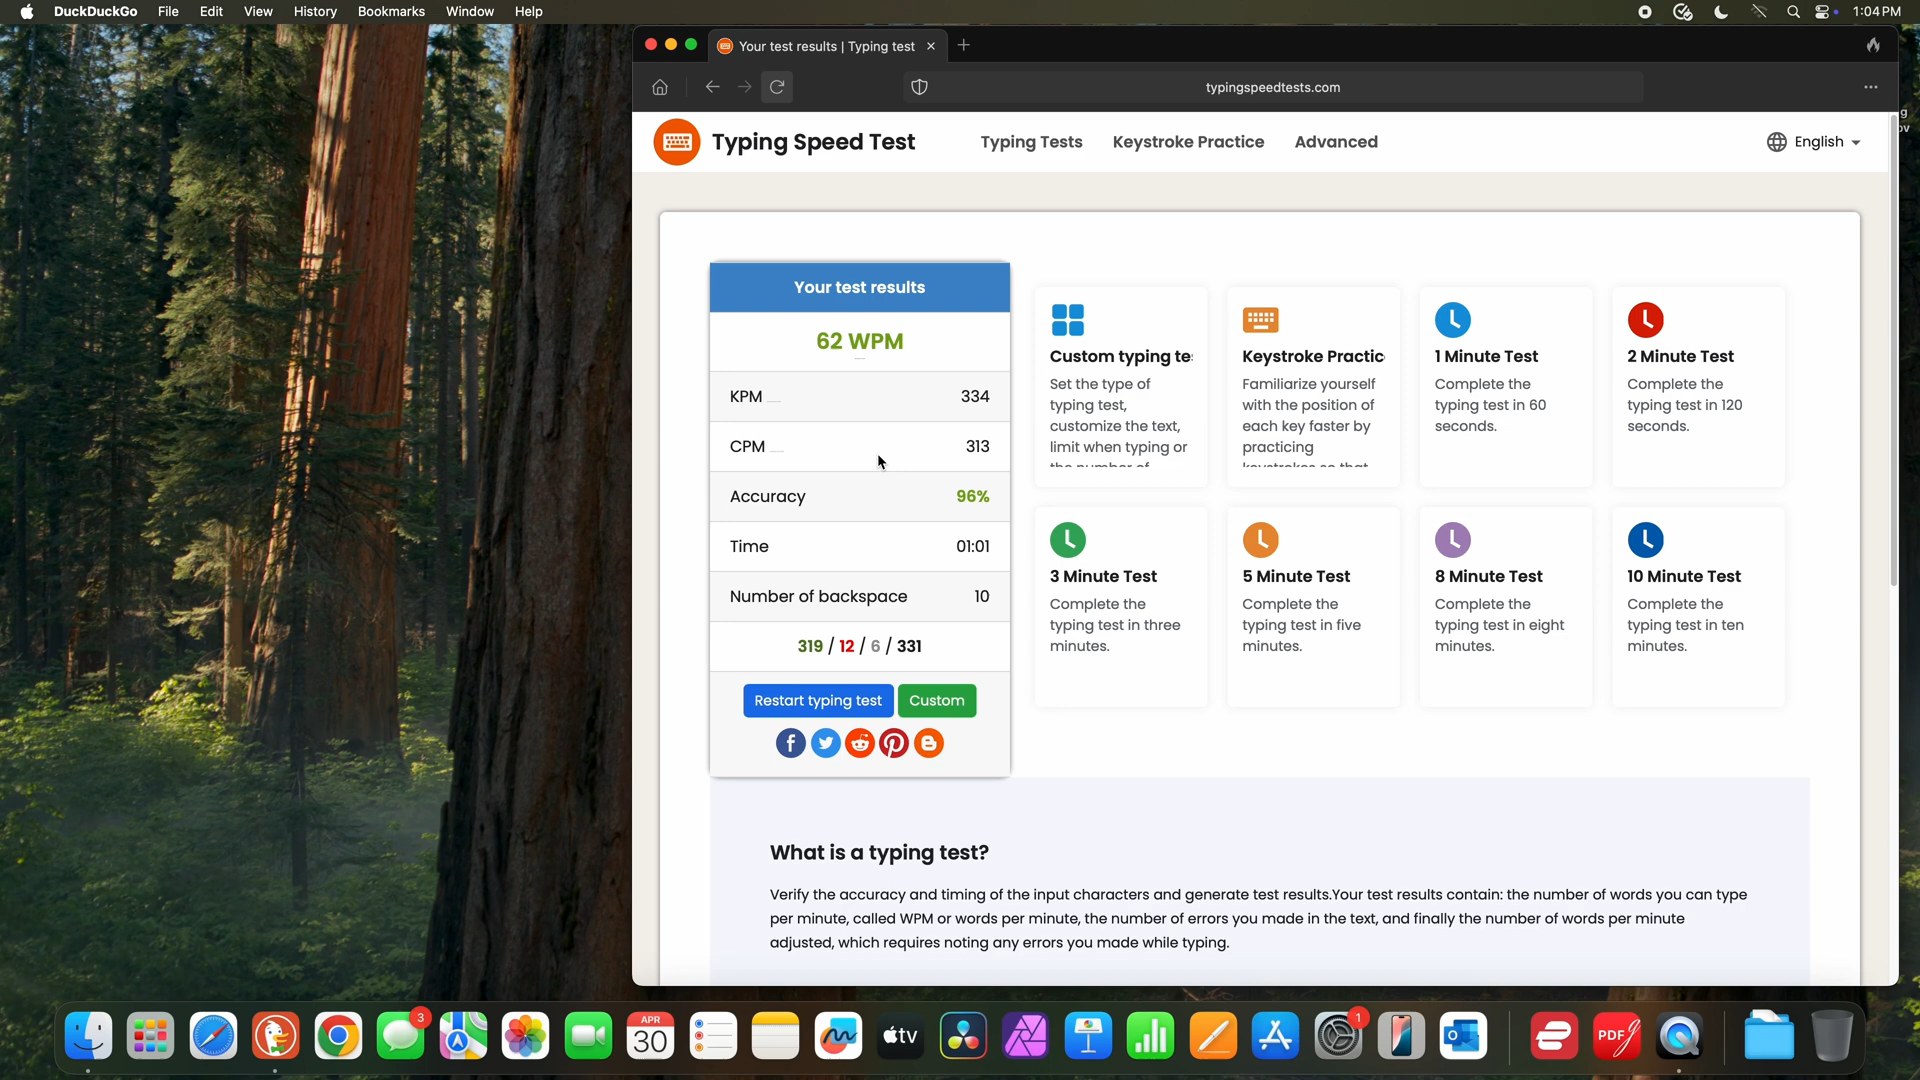 DuckDuckGo File Edit View History Bookmarks Window Help 1:04 PM
Your test results | Typing test
typingspeedtests.com
Typing Speed Test Typing Tests Keystroke Practice Advanced English
Your test results
62 WPM
KPM 334
CPM 313
Accuracy 96%
Time 01:01
Number of backspace 10
319 / 12 / 6 / 331
Restart typing test Custom
Custom typing te
Set the type of
typing test,
customize the text,
limit when typing or
the number of
Keystroke Practic
Familiarize yourself
with the position of
each key faster by
practicing
keystrokes so that
1 Minute Test
Complete the
typing test in 60
seconds.
2 Minute Test
Complete the
typing test in 120
seconds.
3 Minute Test
Complete the
typing test in three
minutes.
5 Minute Test
Complete the
typing test in five
minutes.
8 Minute Test
Complete the
typing test in eight
minutes.
10 Minute Test
Complete the
typing test in ten
minutes.
What is a typing test?
Verify the accuracy and timing of the input characters and generate test results.Your test results contain: the number of words you can type
per minute, called WPM or words per minute, the number of errors you made in the text, and finally the number of words per minute
adjusted, which requires noting any errors you made while typing.
3
APR
30
tv
1
PDF